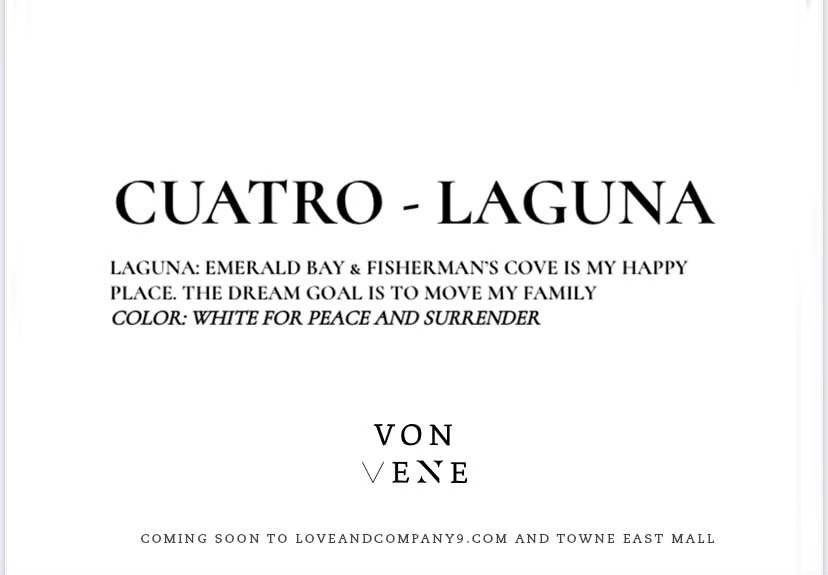 CUATRO - LAGUNA
LAGUNA: EMERALD BAY & FISHERMAN'S COVE IS MY HAPPY
PLACE. THE DREAM GOAL IS TO MOVE MY FAMILY
COLOR: WHITE FOR PEACE AND SURRENDER
VON
VENE
COMING SOON TO LOVEANDCOMPANY9.COM AND TOWNE EAST MALL